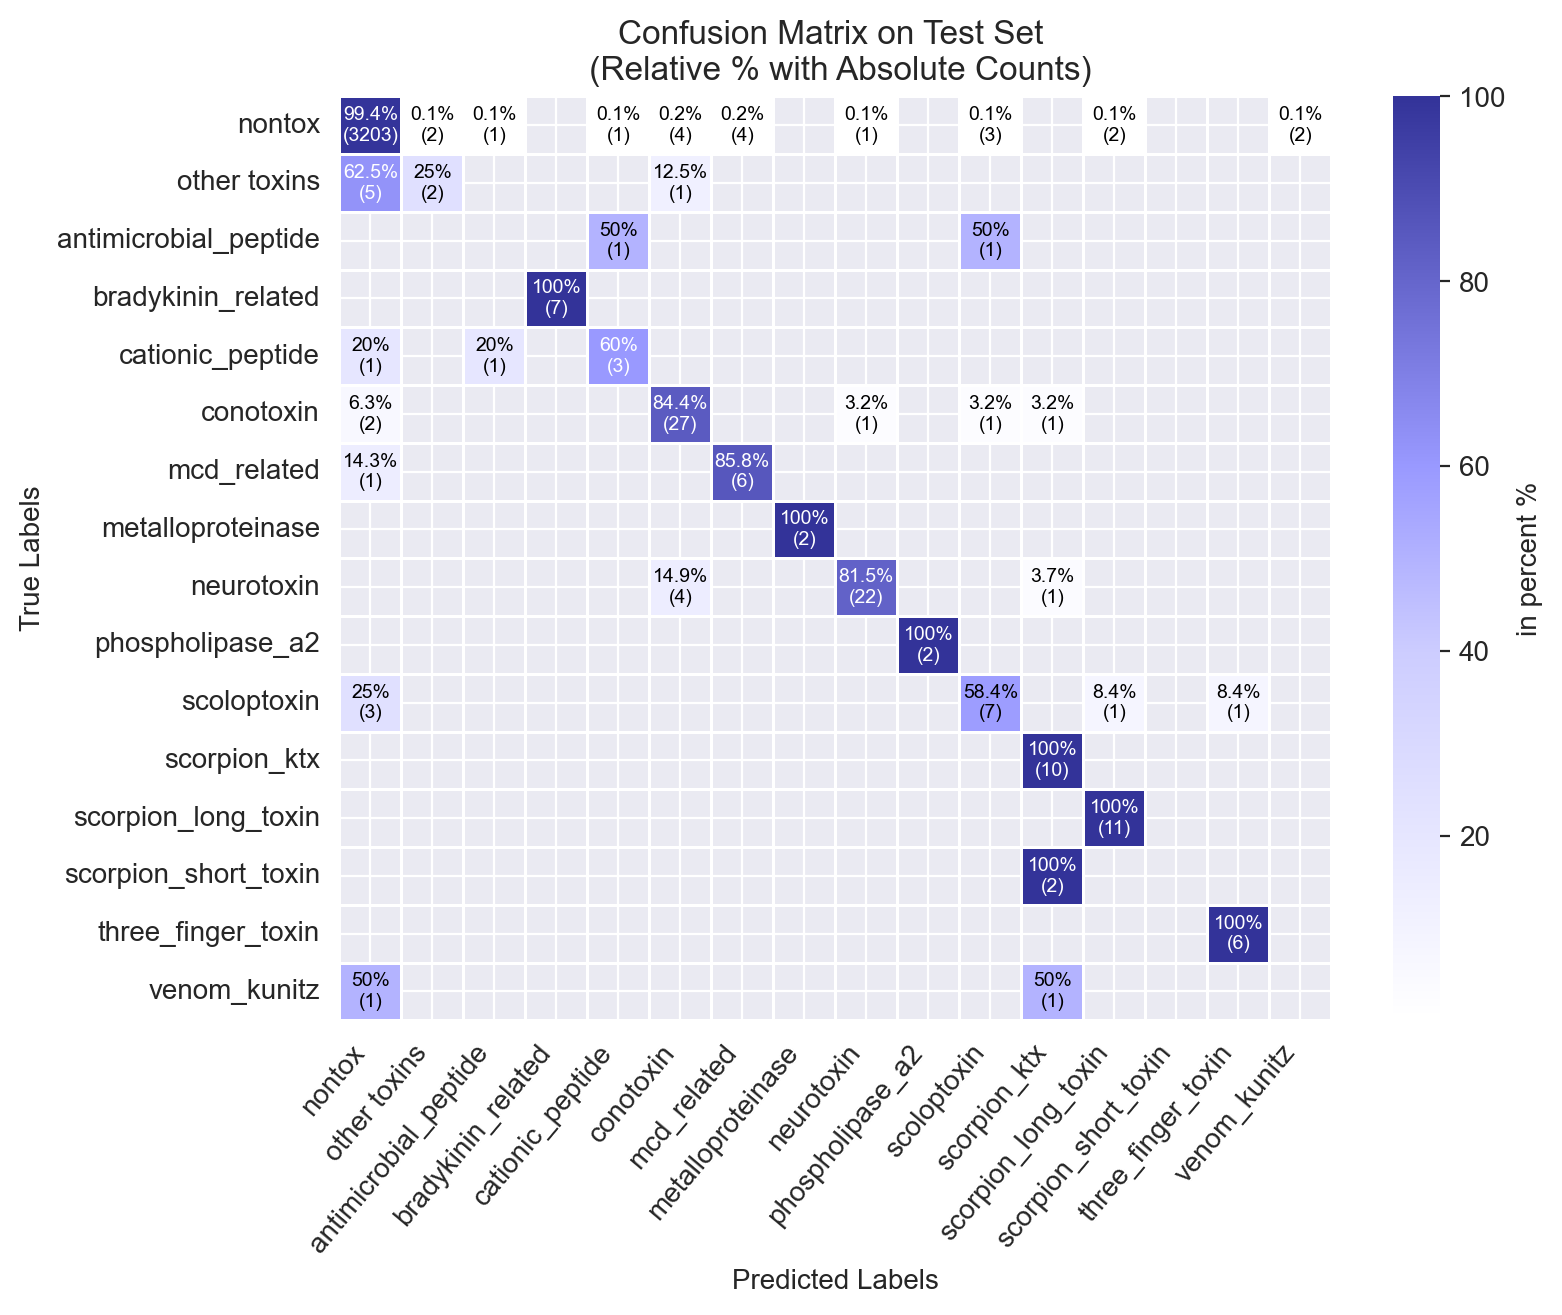 Confusion Matrix on Test Set
(Relative % with Absolute Counts)
nontox
99.4% 0.1% 0.1% 0.1% 0.2% 0.2% 0.1% 0.1% 0.1% 0.1%
(3203) (2) (1) (1) (4) (4) (1) (3) (2) (2)
other toxins
62.5% 25% 12.5%
(5) (2) (1)
antimicrobial_peptide
50% 50%
(1) (1)
bradykinin_related
100%
(7)
cationic_peptide
20% 20% 60%
(1) (1) (3)
conotoxin
6.3% 84.4% 3.2% 3.2% 3.2%
(2) (27) (1) (1) (1)
mcd_related
14.3% 85.8%
(1) (6)
metalloproteinase
100%
(2)
neurotoxin
14.9% 81.5% 3.7%
(4) (22) (1)
phospholipase_a2
100%
(2)
scoloptoxin
25% 58.4% 8.4% 8.4%
(3) (7) (1) (1)
scorpion_ktx
100%
(10)
scorpion_long_toxin
100%
(11)
scorpion_short_toxin
100%
(2)
three_finger_toxin
100%
(6)
venom_kunitz
50% 50%
(1) (1)
True Labels
nontox
other toxins
antimicrobial_peptide
bradykinin_related
cationic_peptide
conotoxin
mcd_related
metalloproteinase
neurotoxin
phospholipase_a2
scoloptoxin
scorpion_ktx
scorpion_long_toxin
scorpion_short_toxin
three_finger_toxin
venom_kunitz
Predicted Labels
100
80
60
40
20
in percent %